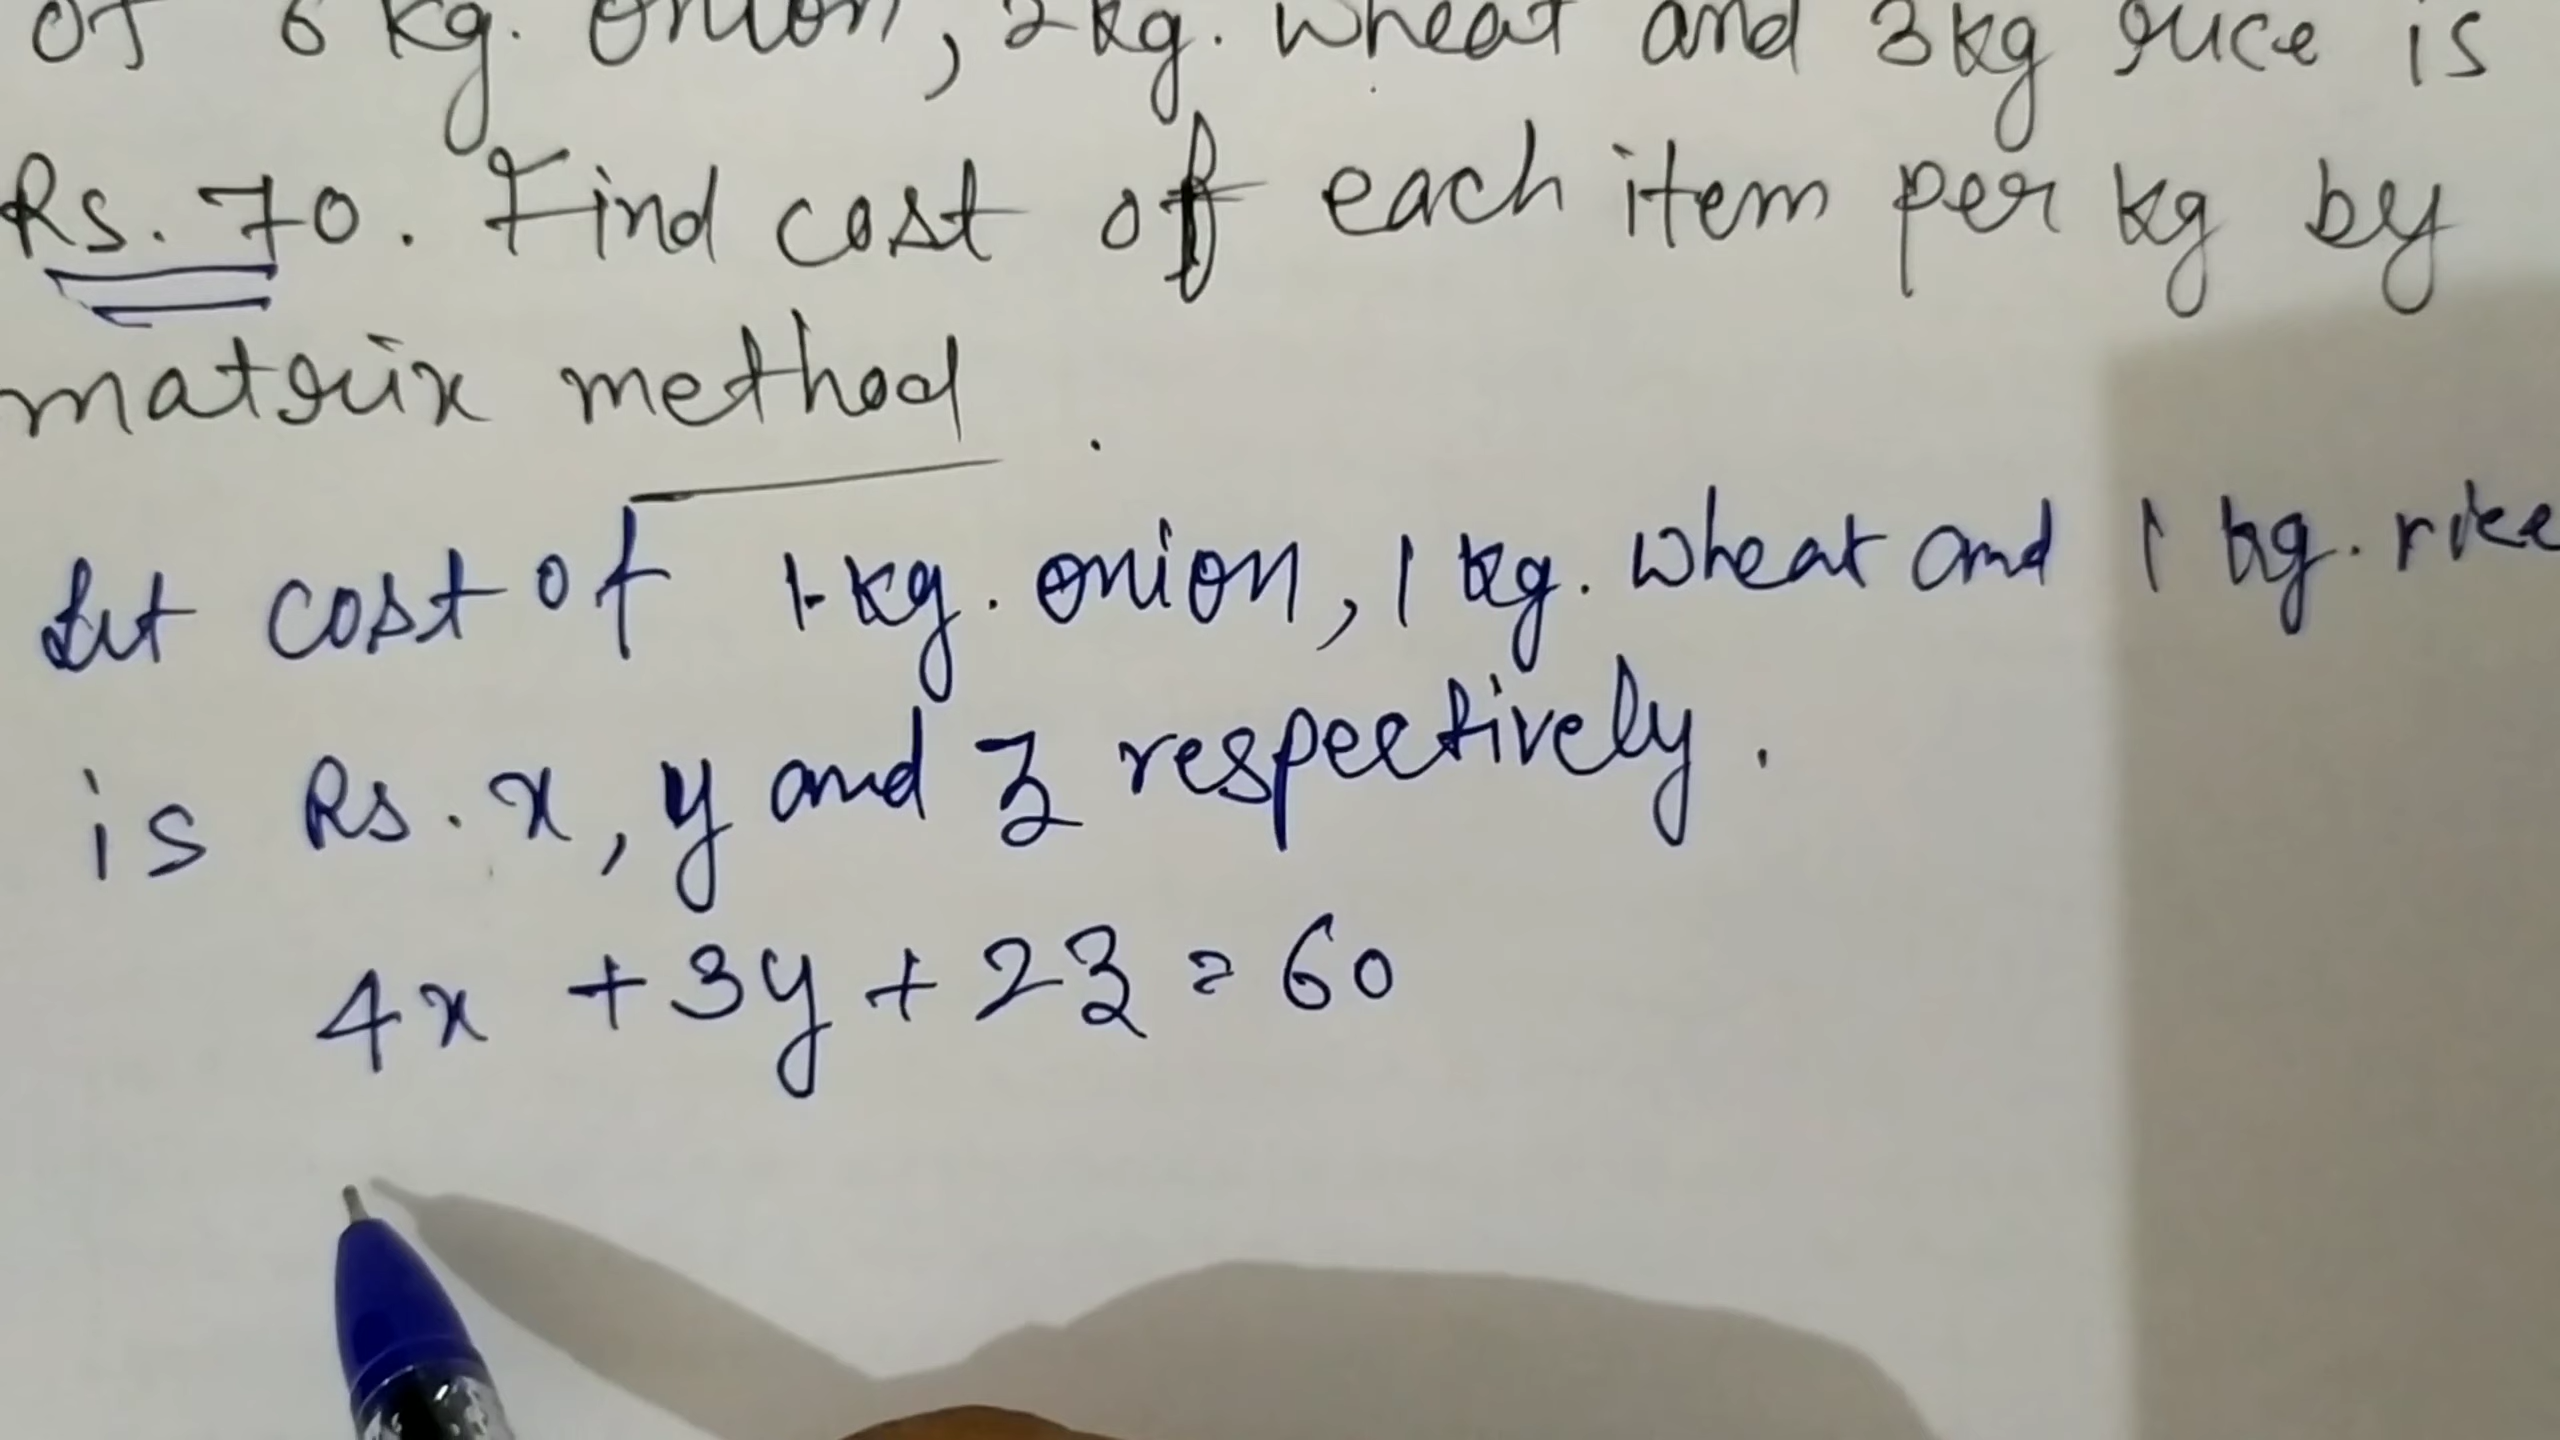 of 6 kg. onion, 2 kg. wheat and 3 kg rice is
Rs. 70. Find cost of each item per kg by
matrix method.
Let cost of 1 kg. onion, 1 kg. wheat and 1 kg. rice
is Rs. x, y and z respectively.
4x + 3y + 2z = 60